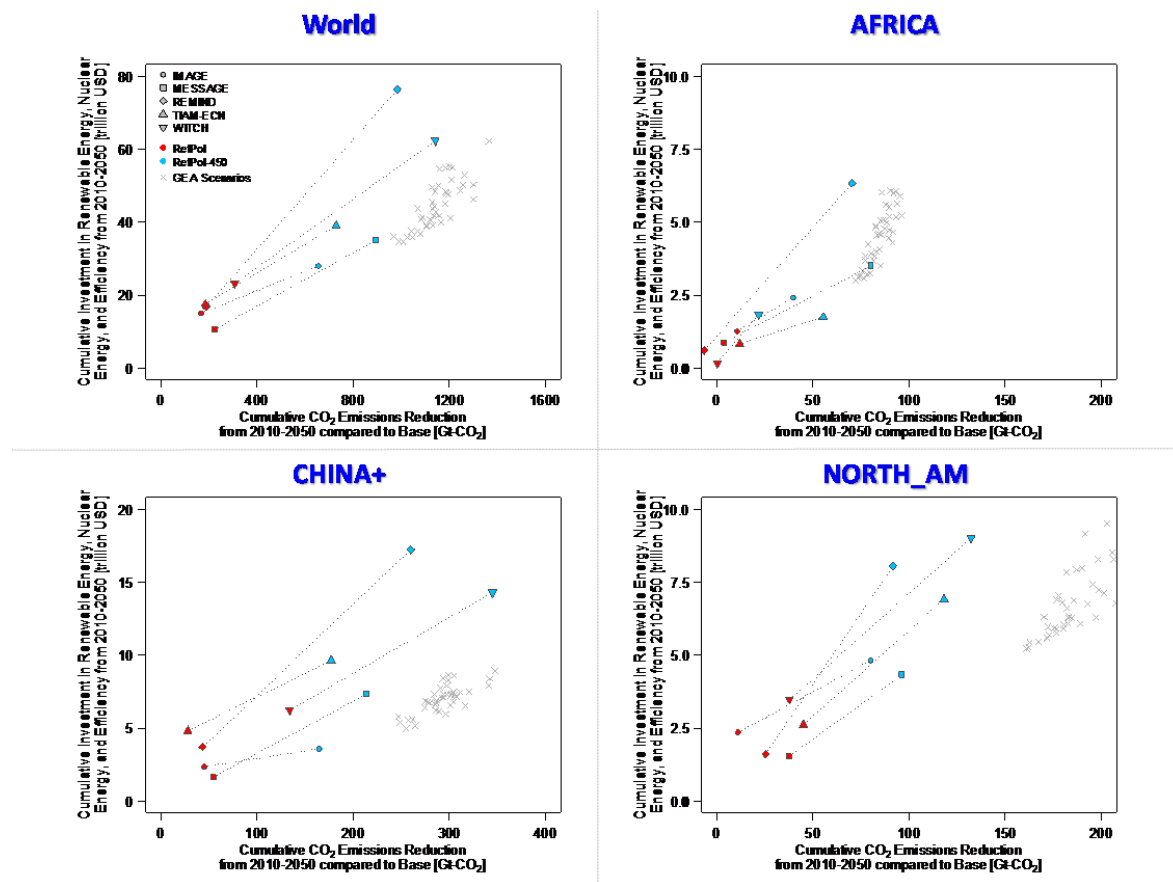 World
Cumulative Investment In Renewable Energy, Nuclear
Energy, and Efficiency from 2010-2050 [trillion USD]
80
60
40
20
0
IMAGE
MESSAGE
REMIND
TIAM-ECN
WITCH
RefPol
RefPol-450
GEA Scenarios
0 400 800 1200 1600
Cumulative CO2 Emissions Reduction
from 2010-2050 compared to Base [Gt-CO2]
AFRICA
Cumulative Investment In Renewable Energy, Nuclear
Energy, and Efficiency from 2010-2050 [trillion USD]
10.0
7.5
5.0
2.5
0.0
0 50 100 150 200
Cumulative CO2 Emissions Reduction
from 2010-2050 compared to Base [Gt-CO2]
CHINA+
Cumulative Investment In Renewable Energy, Nuclear
Energy, and Efficiency from 2010-2050 [trillion USD]
20
15
10
5
0
0 100 200 300 400
Cumulative CO2 Emissions Reduction
from 2010-2050 compared to Base [Gt-CO2]
NORTH_AM
Cumulative Investment In Renewable Energy, Nuclear
Energy, and Efficiency from 2010-2050 [trillion USD]
10.0
7.5
5.0
2.5
0.0
0 50 100 150 200
Cumulative CO2 Emissions Reduction
from 2010-2050 compared to Base [Gt-CO2]